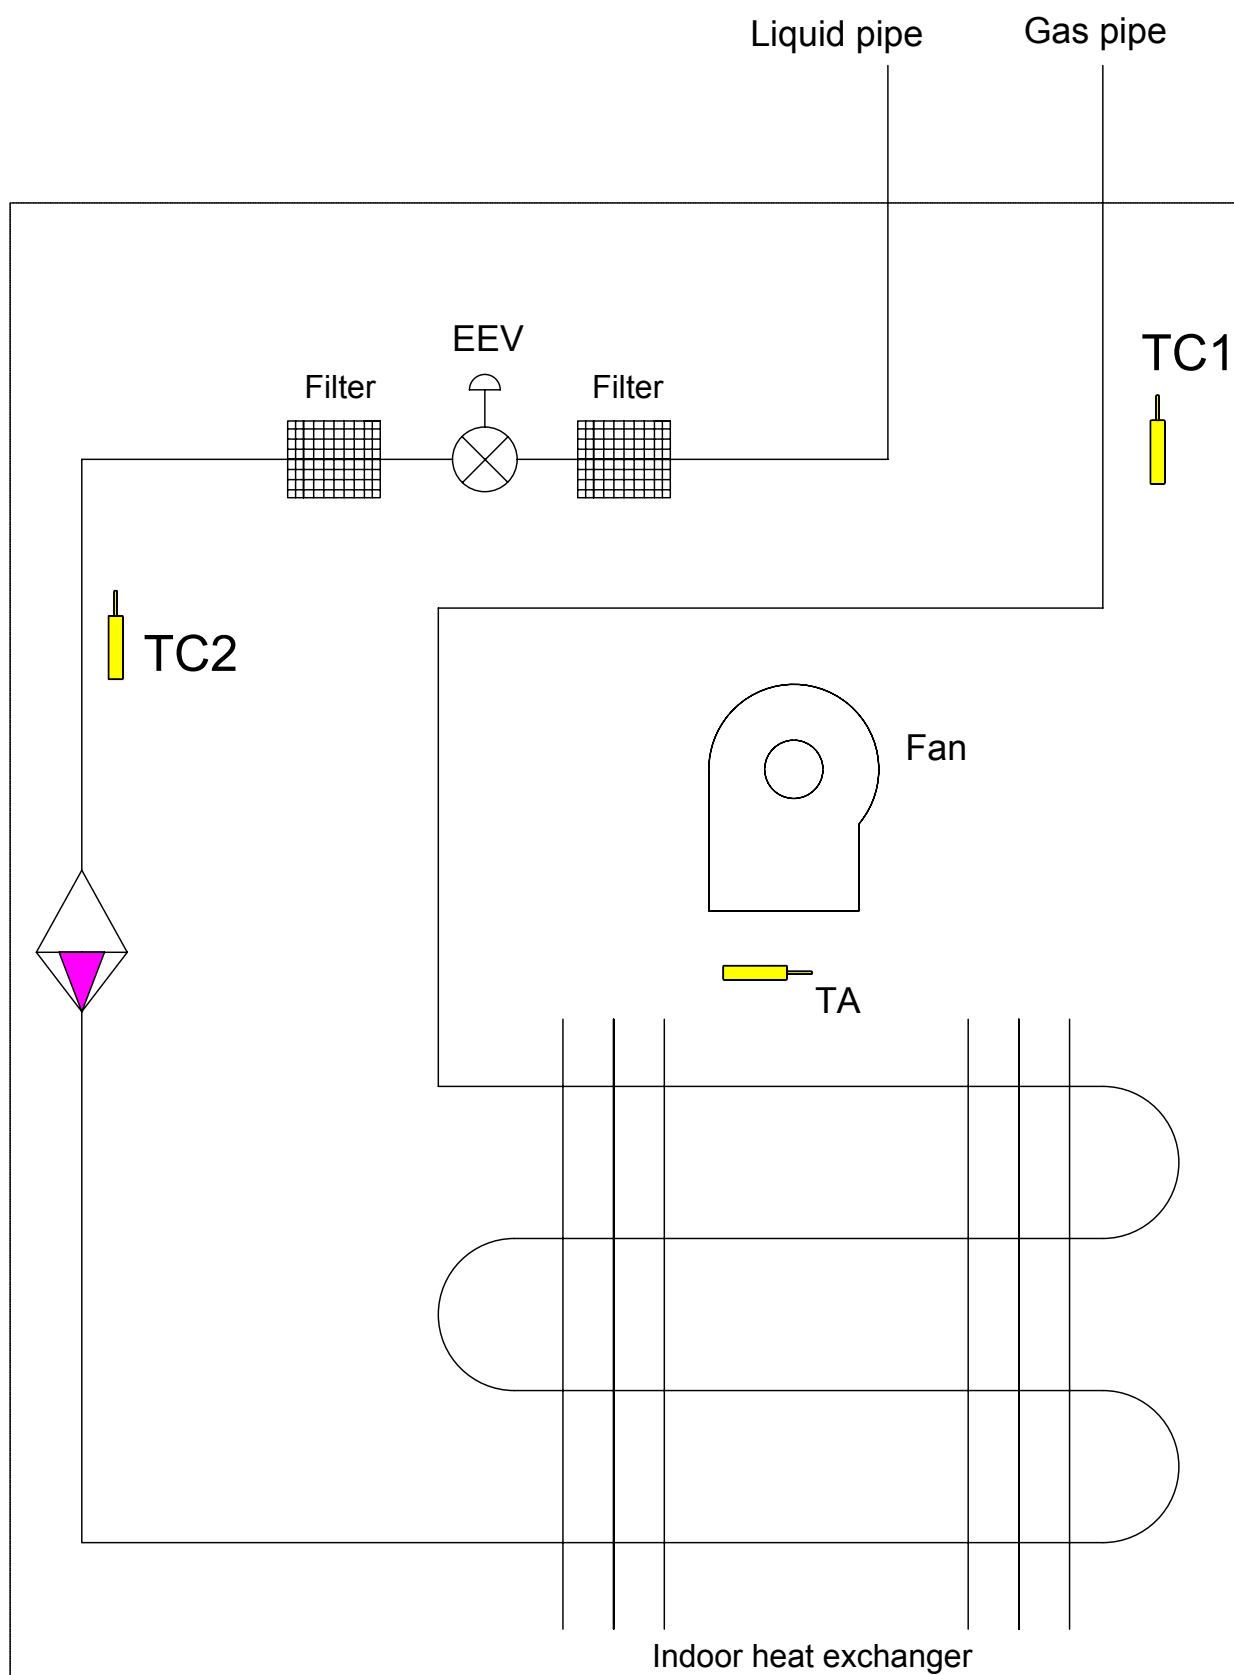 Liquid pipe
Gas pipe
EEV
TC1
Filter
Filter
TC2
Fan
TA
Indoor heat exchanger